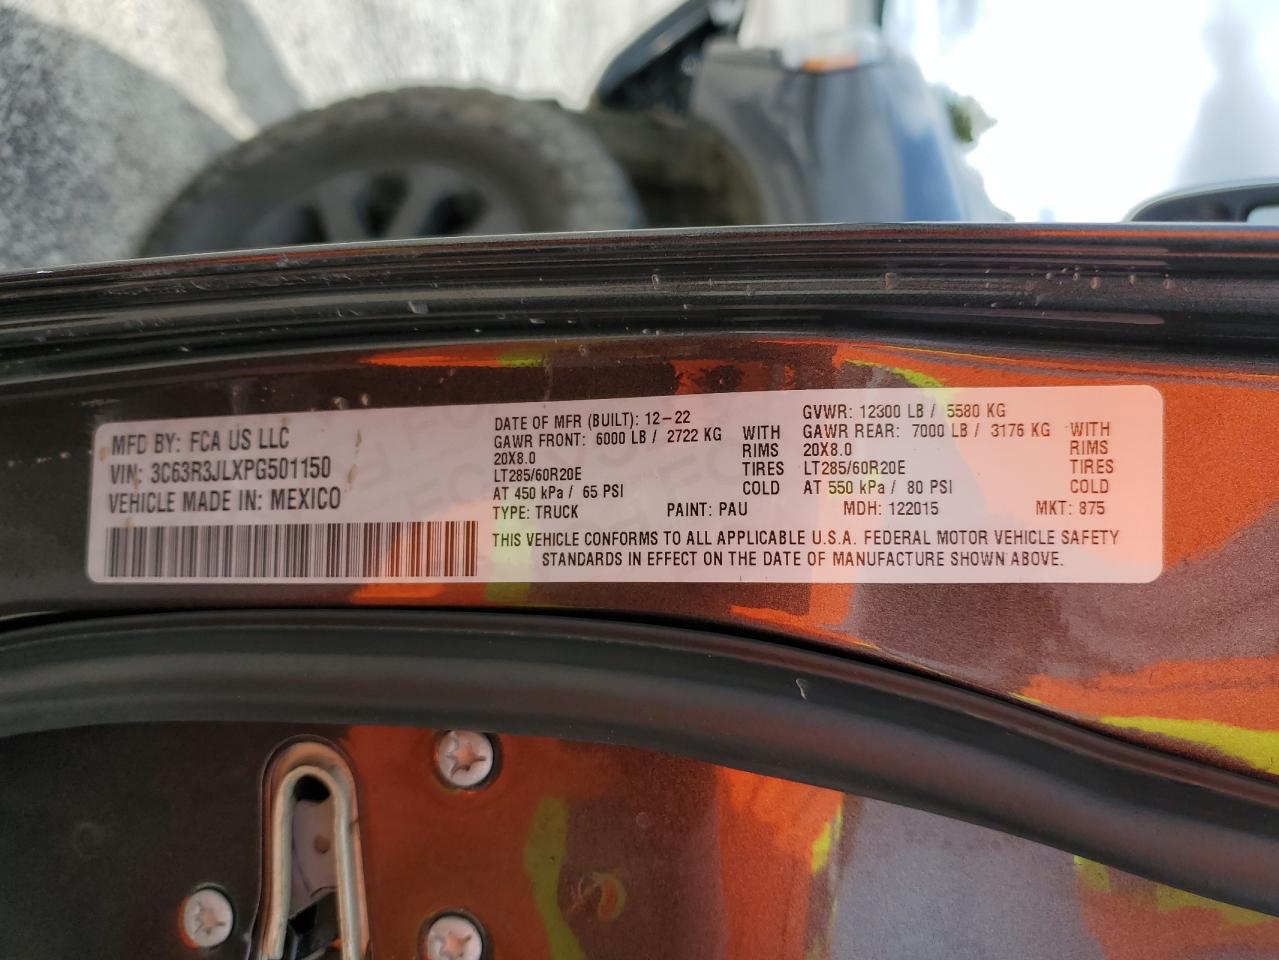 MFD BY: FCA US LLC
VIN: 3C63R3JLXPG501150
VEHICLE MADE IN: MEXICO
DATE OF MFR (BUILT): 12-22
GAWR FRONT: 6000 LB / 2722 KG WITH
20X8.0 RIMS
LT285/60R20E TIRES
AT 450 kPa / 65 PSI COLD
TYPE: TRUCK PAINT: PAU
GVWR: 12300 LB / 5580 KG
GAWR REAR: 7000 LB / 3176 KG WITH
20X8.0 RIMS
LT285/60R20E TIRES
AT 550 kPa / 80 PSI COLD
MDH: 122015 MKT: 875
THIS VEHICLE CONFORMS TO ALL APPLICABLE U.S.A. FEDERAL MOTOR VEHICLE SAFETY
STANDARDS IN EFFECT ON THE DATE OF MANUFACTURE SHOWN ABOVE.